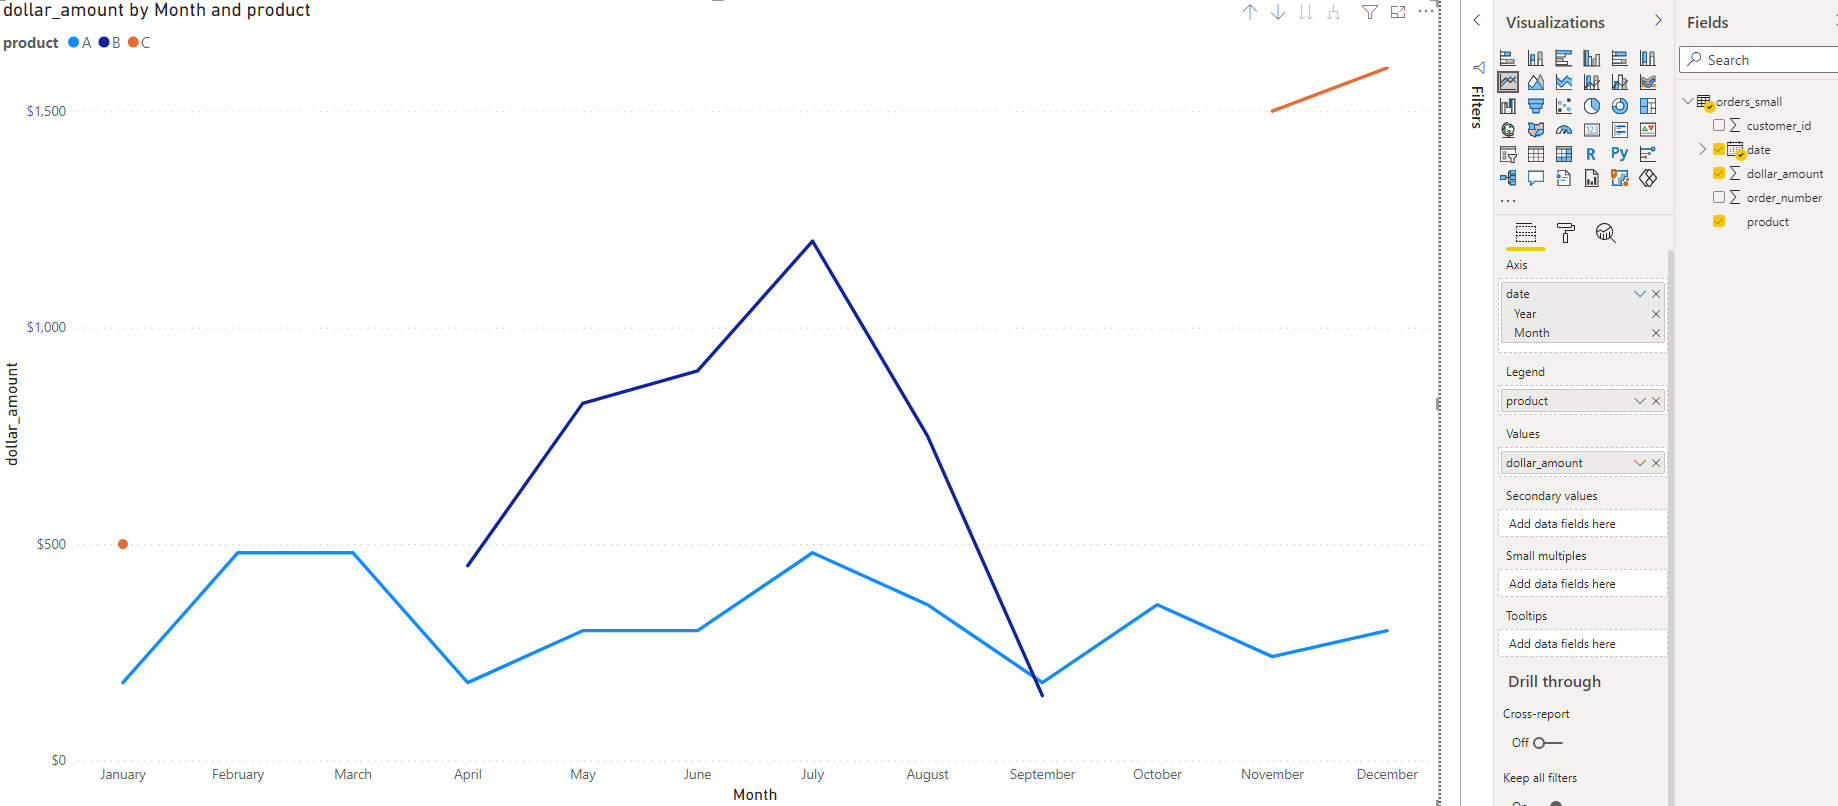 dollar_amount by Month and product
product A B C
$1,500
$1,000
$500
$0
dollar_amount
January February March April May June July August September October November December
Month
Filters
Visualizations
R Py
123
Axis
date
Year
Month
Legend
product
Values
dollar_amount
Secondary values
Add data fields here
Small multiples
Add data fields here
Tooltips
Add data fields here
Drill through
Cross-report
Off
Keep all filters
Fields
Search
orders_small
customer_id
date
dollar_amount
order_number
product